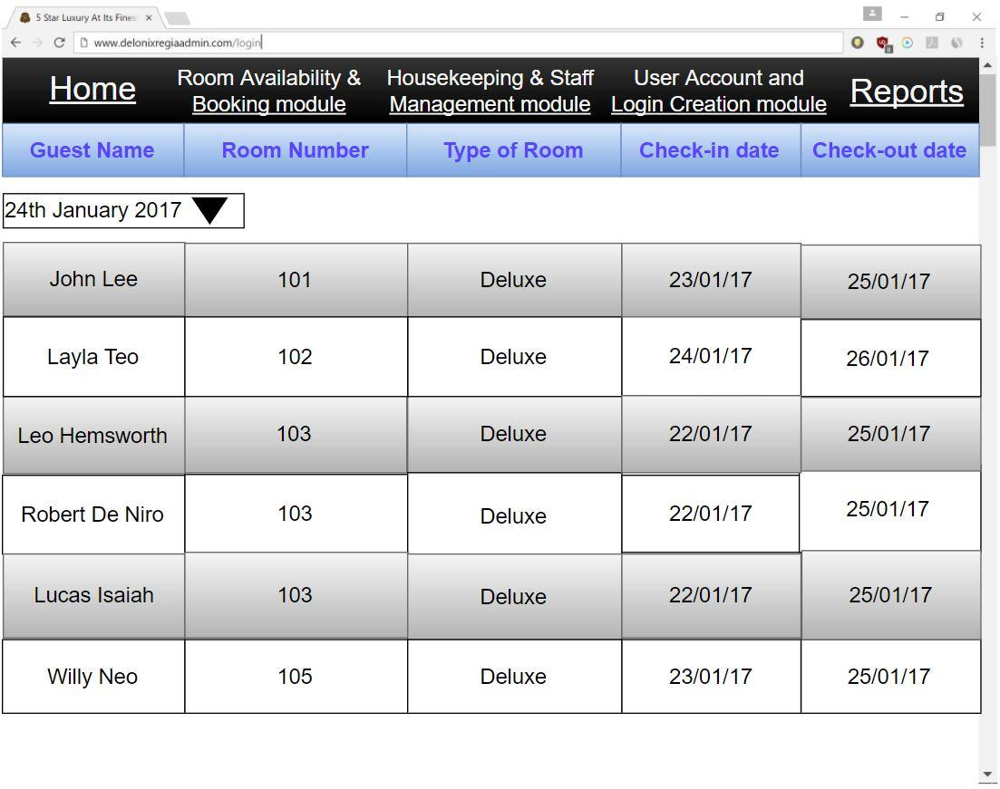 5 Star Luxury At Its Fines
www.delonixregiaadmin.com/login
Home
Room Availability &
Booking module
Housekeeping & Staff
Management module
User Account and
Login Creation module
Reports
Guest Name Room Number Type of Room Check-in date Check-out date
24th January 2017
John Lee 101 Deluxe 23/01/17 25/01/17
Layla Teo 102 Deluxe 24/01/17 26/01/17
Leo Hemsworth 103 Deluxe 22/01/17 25/01/17
Robert De Niro 103 Deluxe 22/01/17 25/01/17
Lucas Isaiah 103 Deluxe 22/01/17 25/01/17
Willy Neo 105 Deluxe 23/01/17 25/01/17